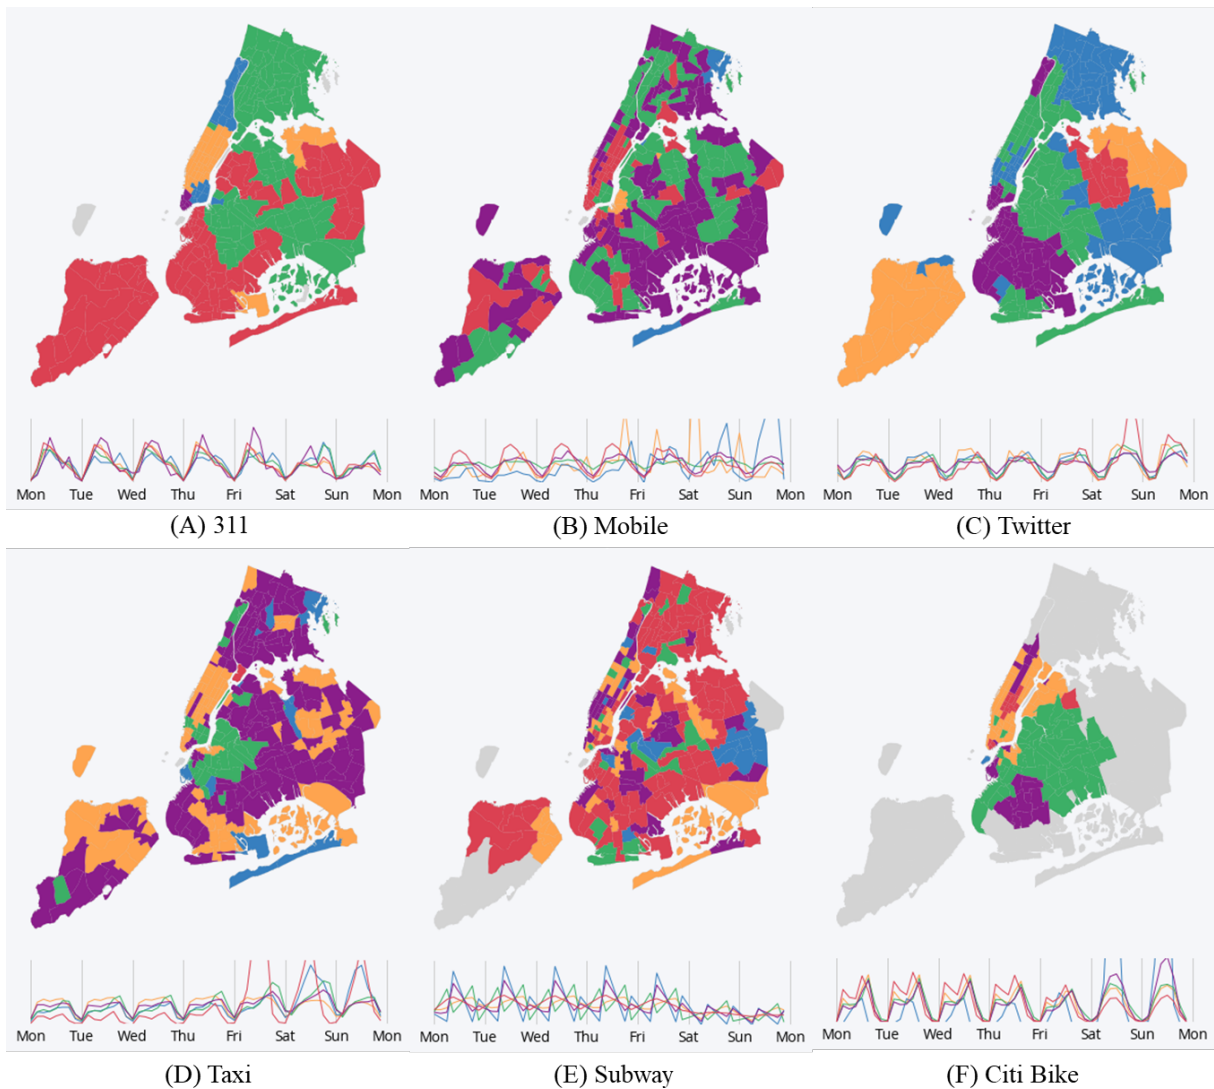 Mon Tue Wed Thu Fri Sat Sun Mon
Mon Tue Wed Thu Fri Sat Sun Mon
Mon Tue Wed Thu Fri Sat Sun Mon
(A) 311
(B) Mobile
(C) Twitter
Mon Tue Wed Thu Fri Sat Sun Mon
Mon Tue Wed Thu Fri Sat Sun Mon
Mon Tue Wed Thu Fri Sat Sun Mon
(D) Taxi
(E) Subway
(F) Citi Bike